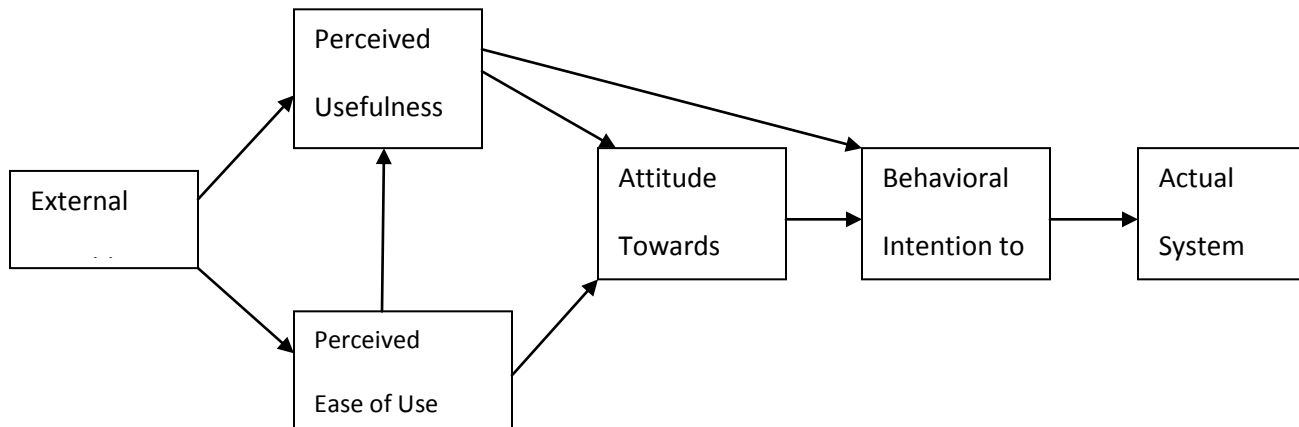 Perceived
Usefulness
External
Attitude
Towards
Behavioral
Intention to
Actual
System
Perceived
Ease of Use